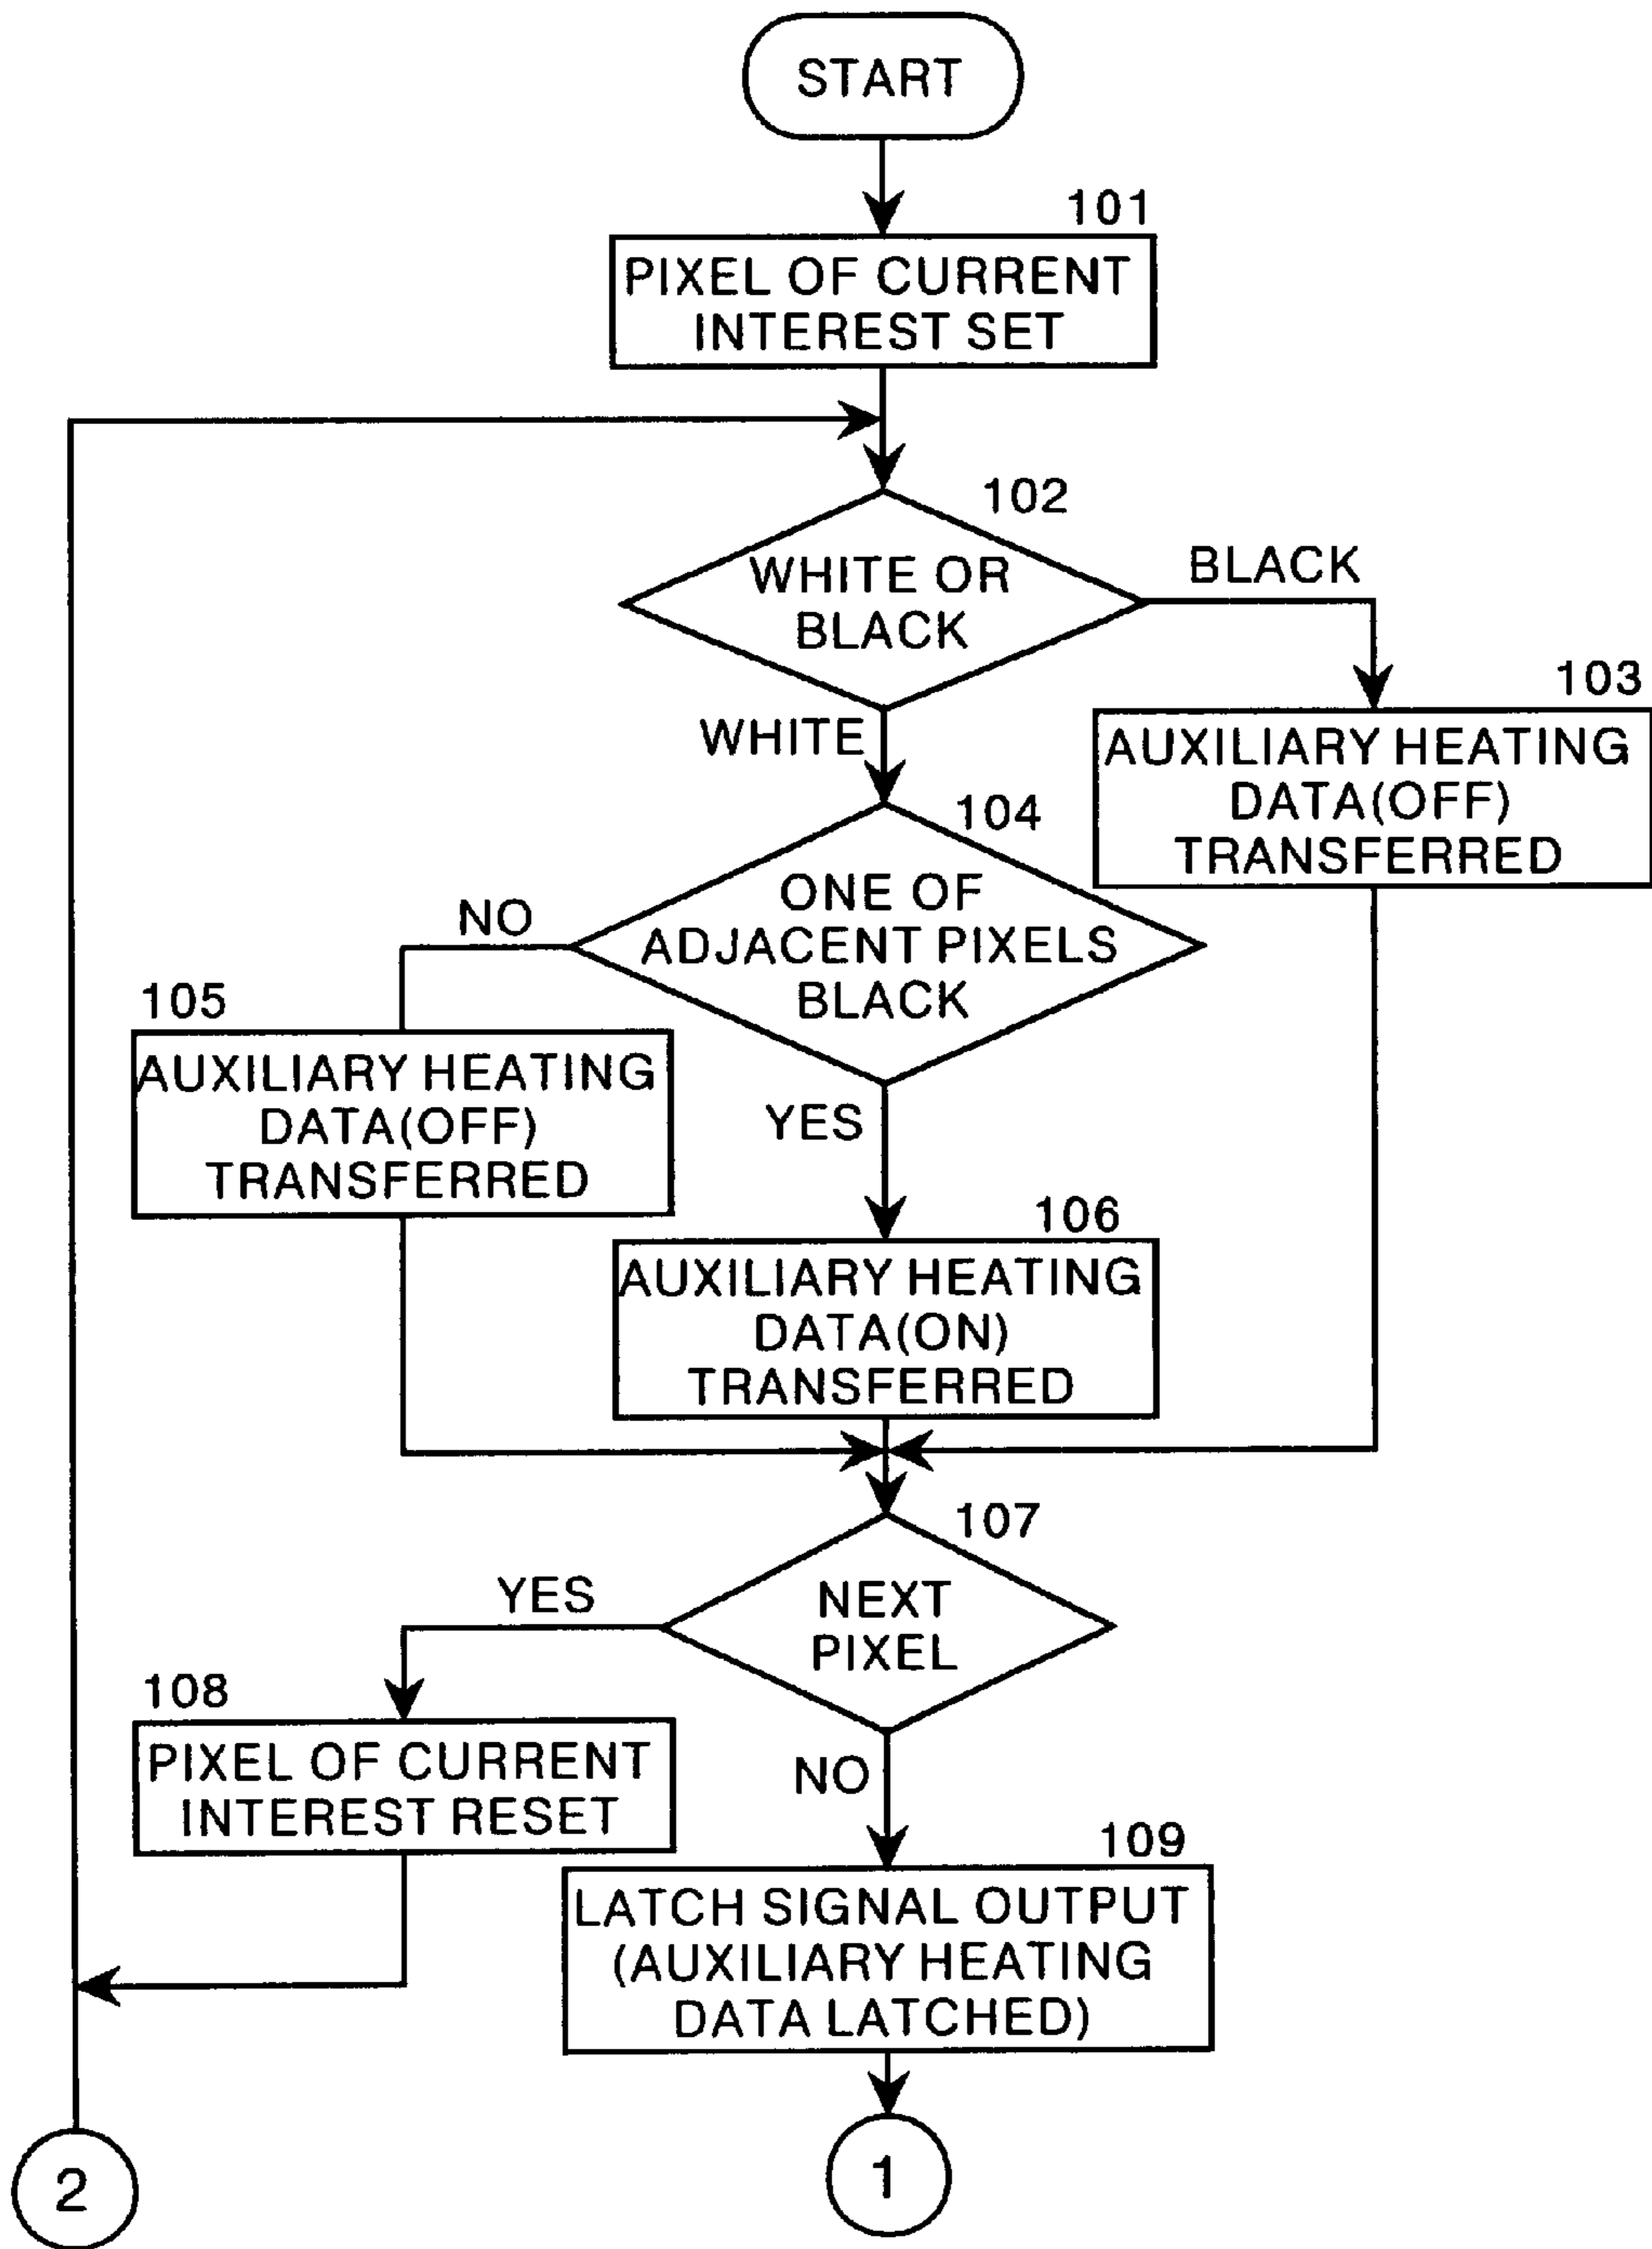 START
101
PIXEL OF CURRENT
INTEREST SET
102
WHITE OR
BLACK
BLACK
103
AUXILIARY HEATING
DATA(OFF)
TRANSFERRED
WHITE
104
ONE OF
ADJACENT PIXELS
BLACK
NO
105
AUXILIARY HEATING
DATA(OFF)
TRANSFERRED
YES
106
AUXILIARY HEATING
DATA(ON)
TRANSFERRED
107
NEXT
PIXEL
YES
108
PIXEL OF CURRENT
INTEREST RESET
NO
109
LATCH SIGNAL OUTPUT
(AUXILIARY HEATING
DATA LATCHED)
2
1